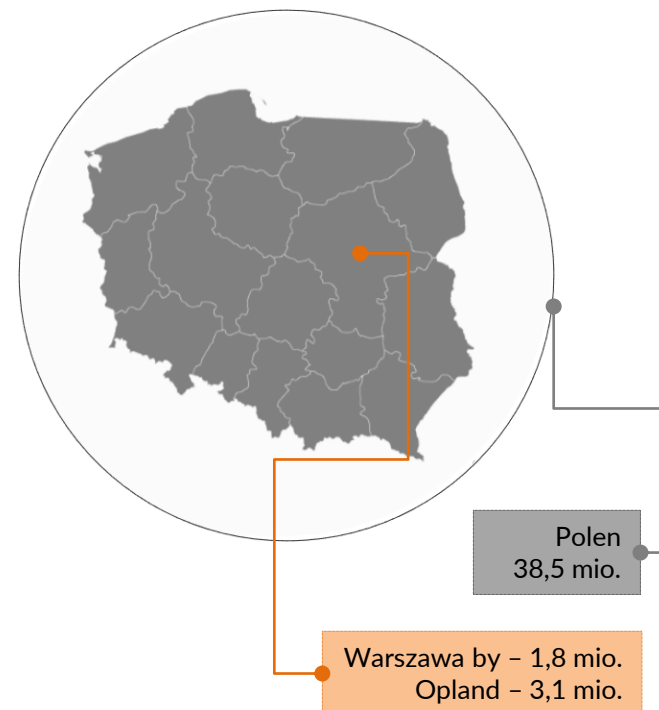 Polen
38,5 mio.
Warszawa by – 1,8 mio.
Opland – 3,1 mio.